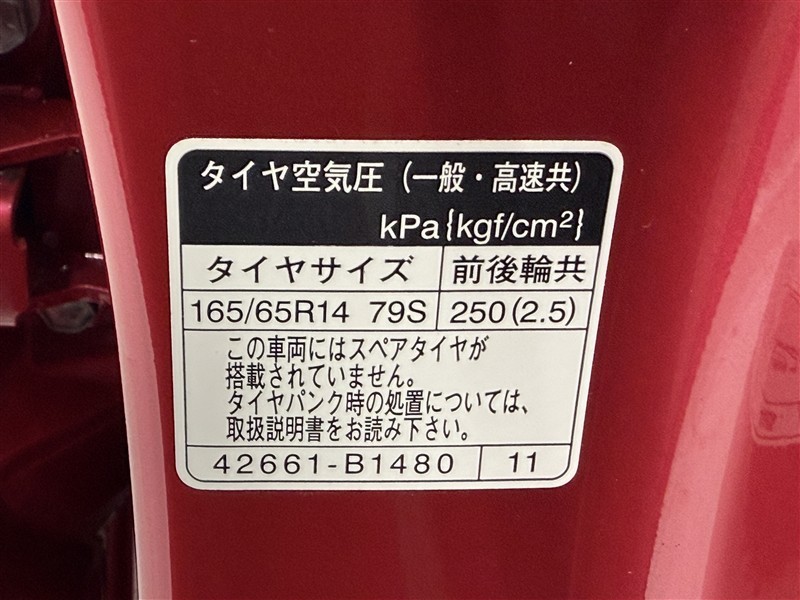 タイヤ空気圧（一般・高速共）
kPa{kgf/cm²}
タイヤサイズ 前後輪共
165/65R14 79S 250(2.5)
この車両にはスペアタイヤが
搭載されていません。
タイヤパンク時の処置については、
取扱説明書をお読み下さい。
42661-B1480 11